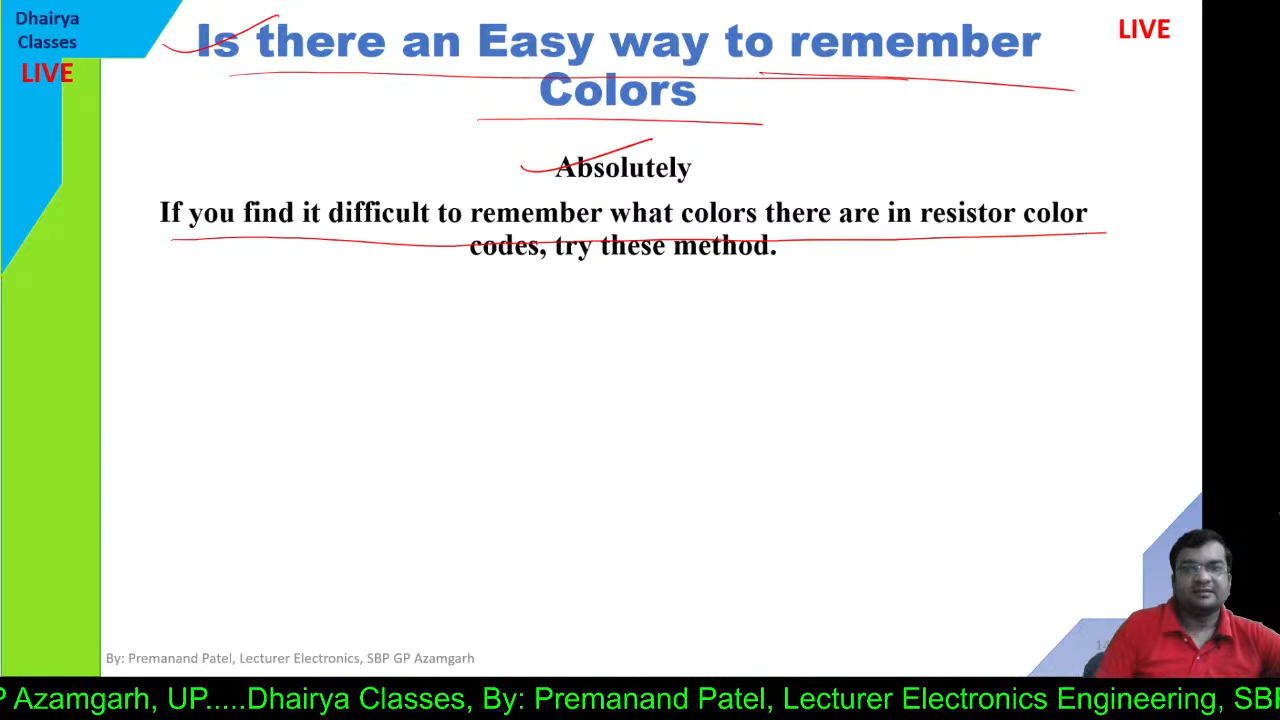 Dhairya
Classes
LIVE
Is there an Easy way to remember
Colors
LIVE
Absolutely
If you find it difficult to remember what colors there are in resistor color
codes, try these method.
By: Premanand Patel, Lecturer Electronics, SBP GP Azamgarh
P Azamgarh, UP.....Dhairya Classes, By: Premanand Patel, Lecturer Electronics Engineering, SB